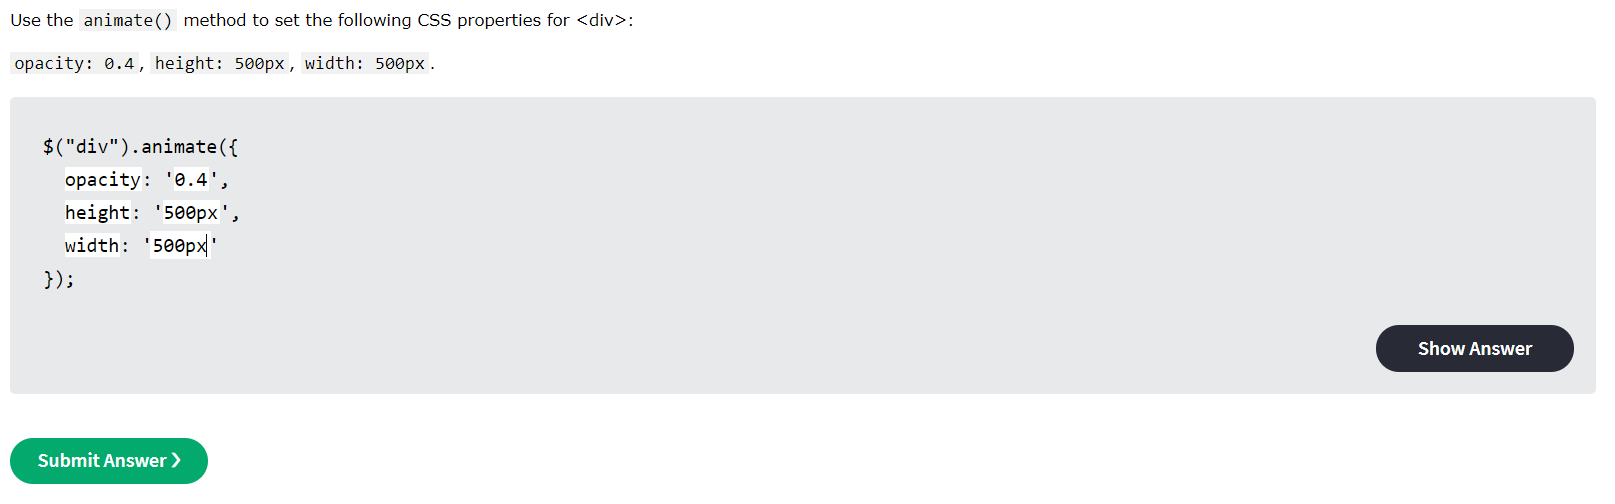 Use the animate() method to set the following CSS properties for <div>:
opacity: 0.4, height: 500px, width: 500px.
$("div").animate({
  opacity: '0.4',
  height: '500px',
  width: '500px'
});
Show Answer
Submit Answer ❯